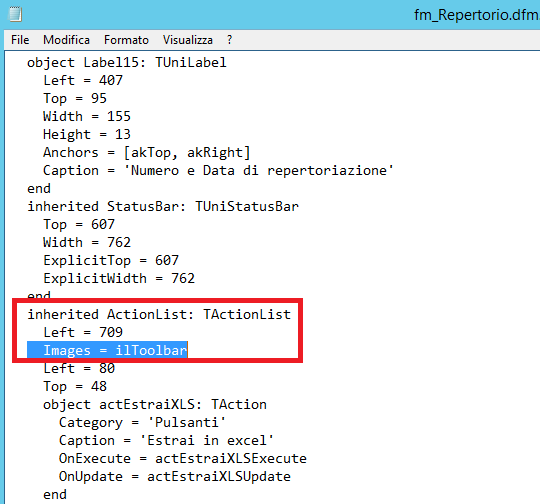 fm_Repertorio.dfm
File Modifica Formato Visualizza ?
object Label15: TUniLabel
Left = 407
Top = 95
Width = 155
Height = 13
Anchors = [akTop, akRight]
Caption = 'Numero e Data di repertoriazione'
end
inherited StatusBar: TUniStatusBar
Top = 607
Width = 762
ExplicitTop = 607
ExplicitWidth = 762
end
inherited ActionList: TActionList
Left = 709
Images = ilToolbar
Left = 80
Top = 48
object actEstraiXLS: TAction
Category = 'Pulsanti'
Caption = 'Estrai in excel'
OnExecute = actEstraiXLSExecute
OnUpdate = actEstraiXLSUpdate
end